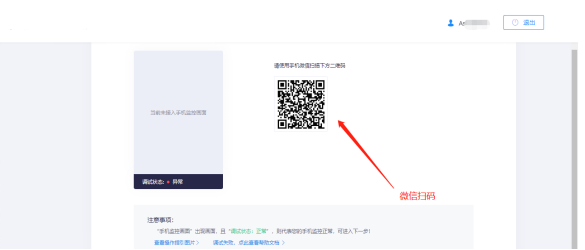 As
退出
请使用手机微信扫描下方二维码
当前未接入手机监控画面
调试状态: 异常
微信扫码
注意事项:
"手机监控画面" 出现画面, 且 "调试状态: 正常" , 则代表您的手机监控正常, 可进入下一步!
查看操作指引图片 > 调试失败, 点此查看帮助文档 >